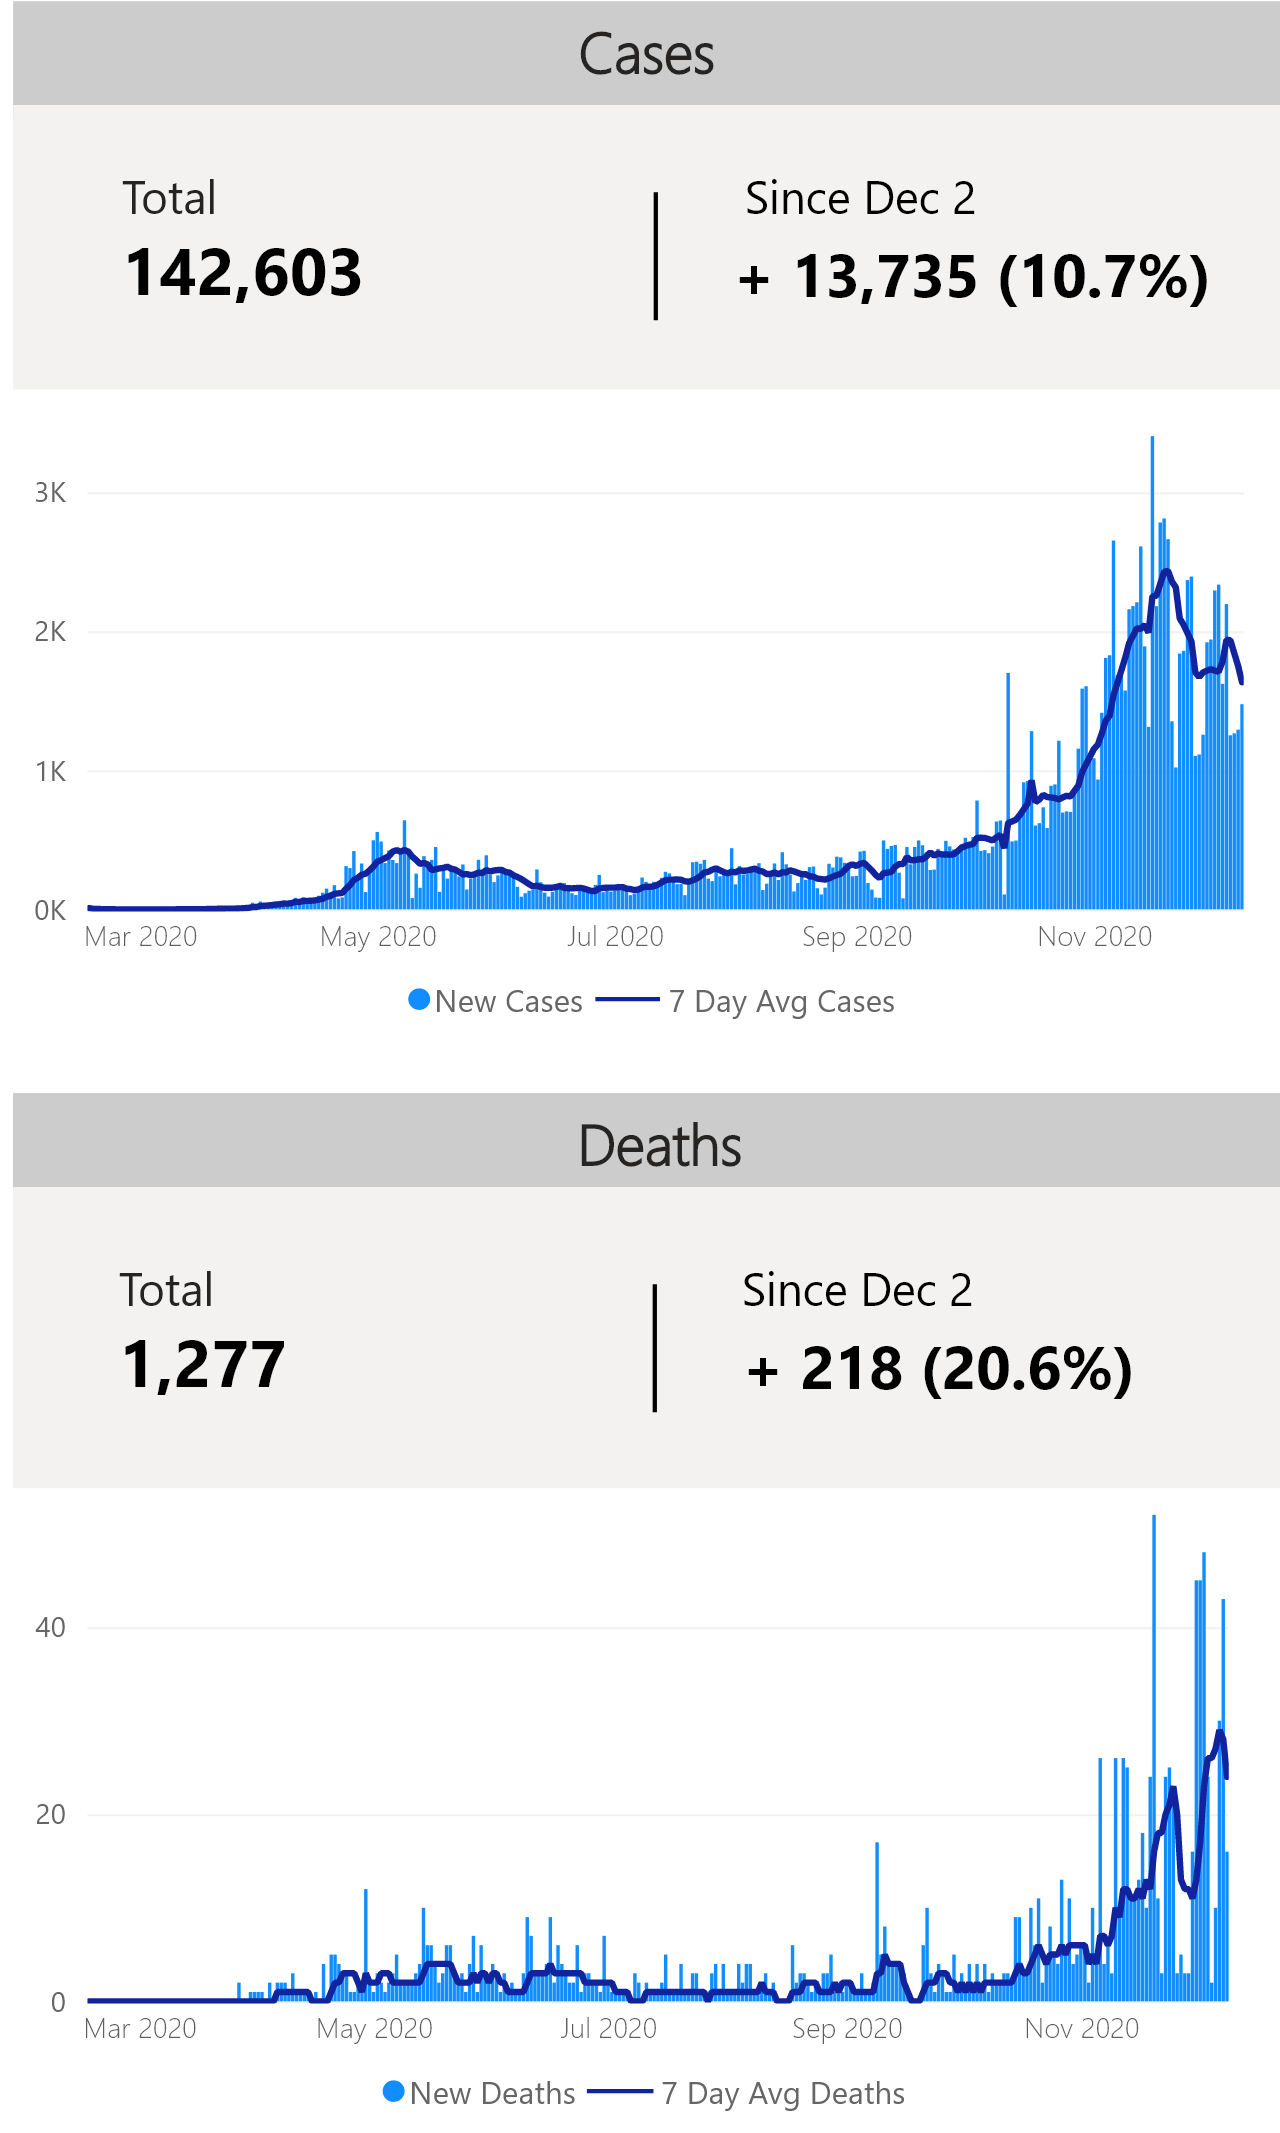 Cases
Total
Since Dec 2
142,603
+ 13,735 (10.7%)
3K
2K
1K
0K
Mar 2020
May 2020
Jul 2020
Sep 2020
Nov 2020
New Cases
7 Day Avg Cases
Deaths
Total
Since Dec 2
1,277
+ 218 (20.6%)
40
20
0
Mar 2020
May 2020
Jul 2020
Sep 2020
Nov 2020
New Deaths
7 Day Avg Deaths